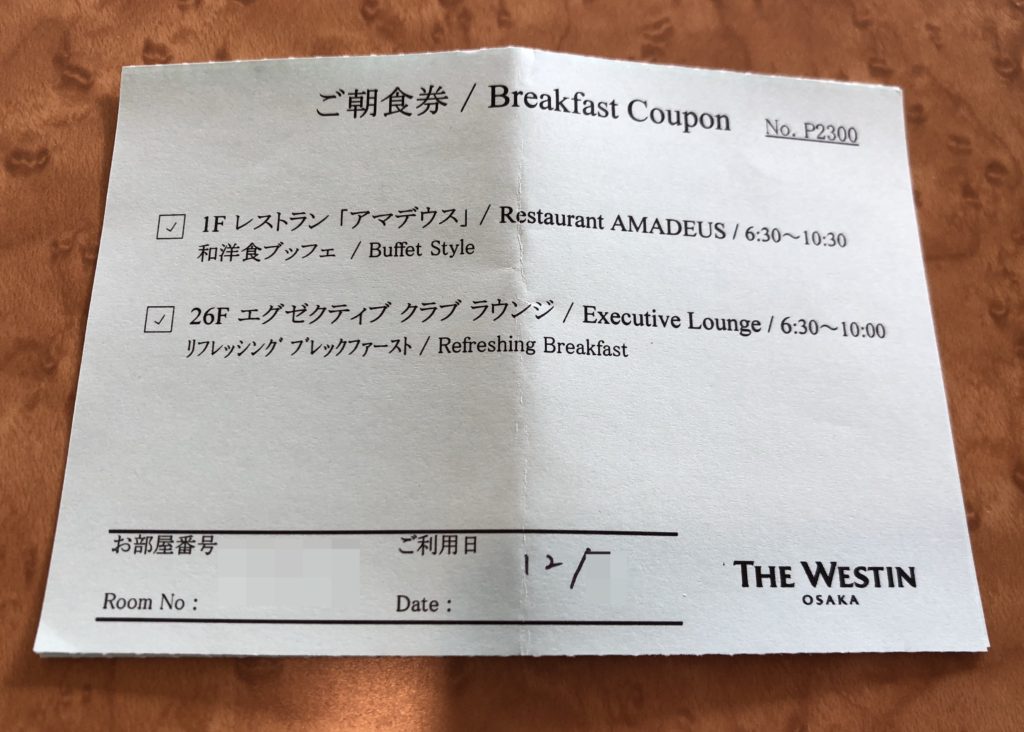 ご朝食券 / Breakfast Coupon
No. P2300
1F レストラン「アマデウス」 / Restaurant AMADEUS / 6:30～10:30
和洋食ブッフェ / Buffet Style
26F エグゼクティブ クラブ ラウンジ / Executive Lounge / 6:30～10:00
ﾘﾌﾚｯｼﾝｸﾞ ﾌﾞﾚｯｸﾌｧｰｽﾄ / Refreshing Breakfast
お部屋番号
Room No :
ご利用日
Date :
12/
THE WESTIN
OSAKA